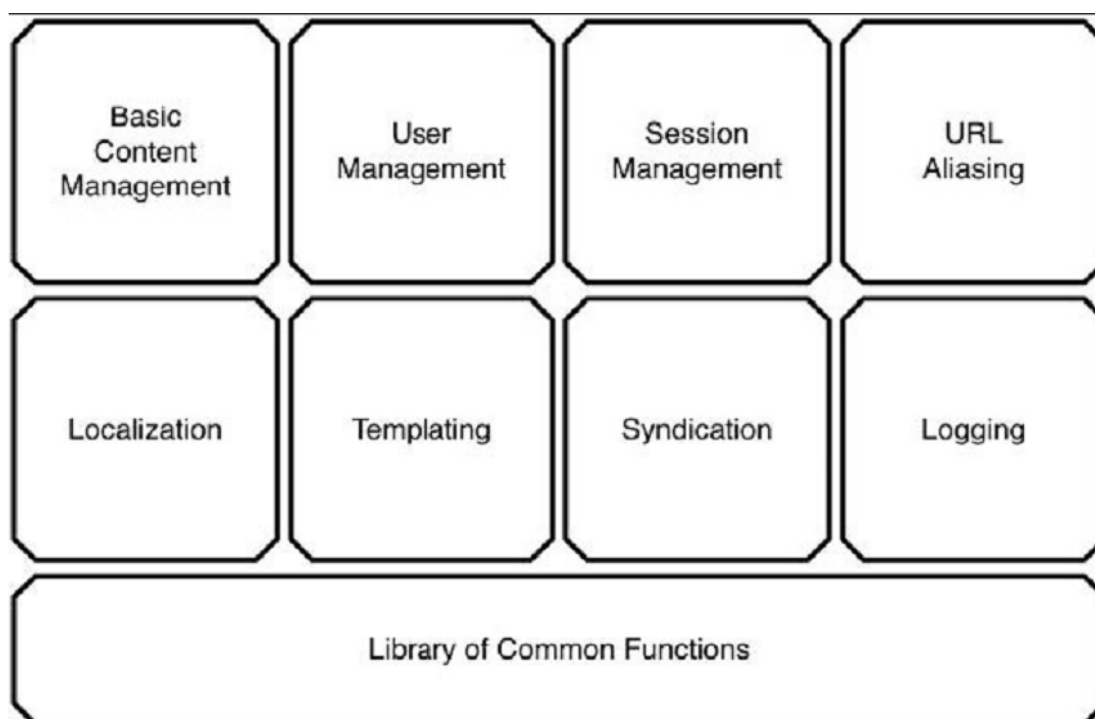 Basic
Content
Management
User
Management
Session
Management
URL
Aliasing
Localization
Templating
Syndication
Logging
Library of Common Functions